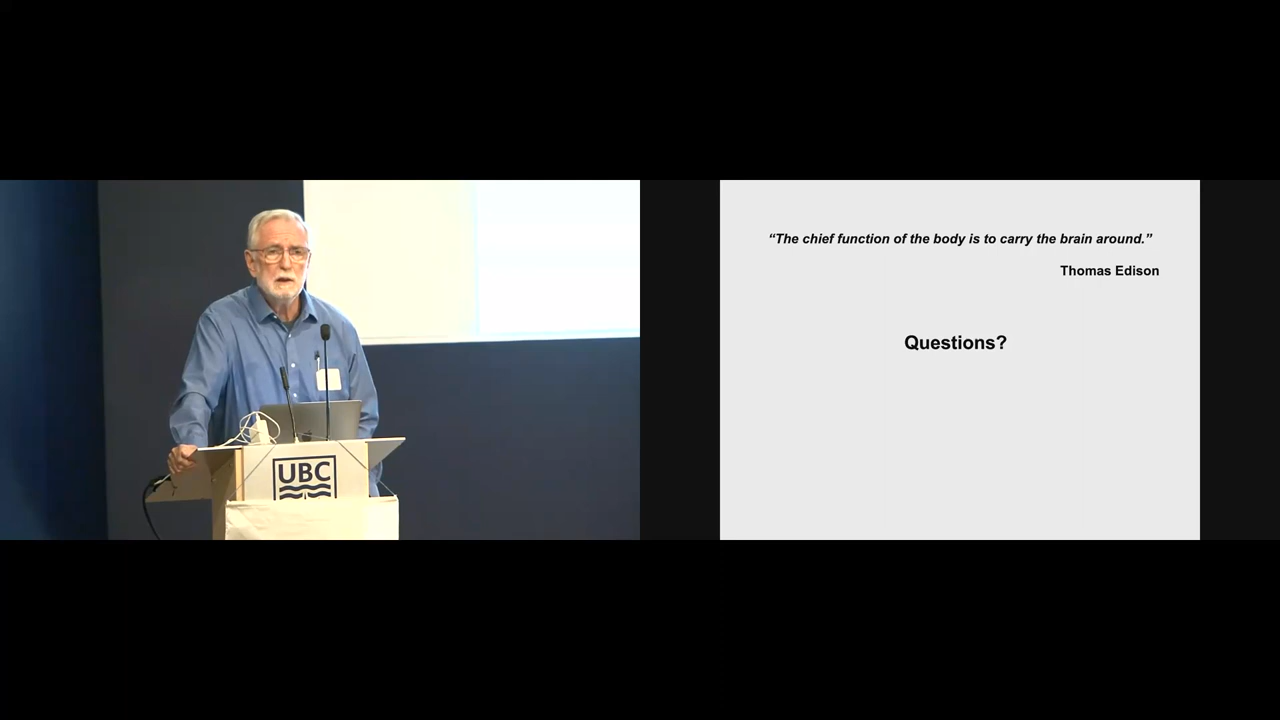 UBC
“The chief function of the body is to carry the brain around.”
Thomas Edison
Questions?